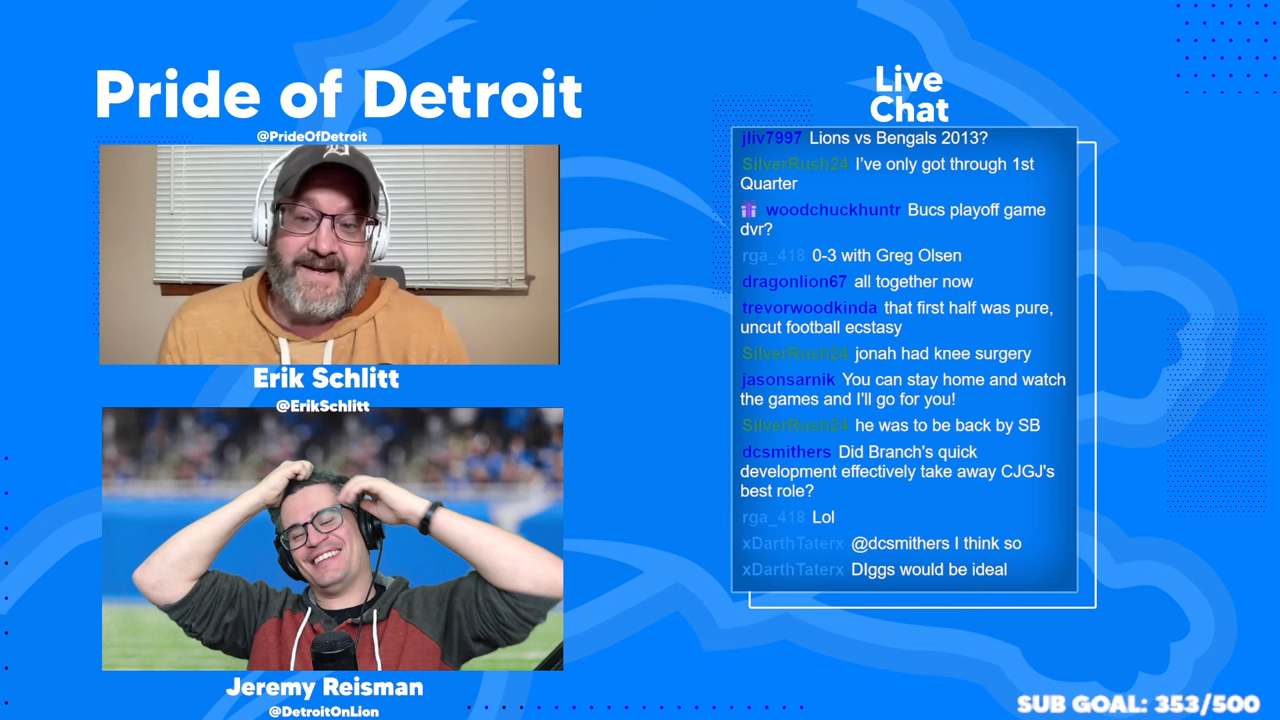 Pride of Detroit
@PrideOfDetroit
Erik Schlitt
@ErikSchlitt
Jeremy Reisman
@DetroitOnLion
Live
Chat
jliv7997 Lions vs Bengals 2013?
SilverRush24 I've only got through 1st
Quarter
woodchuckhuntr Bucs playoff game
dvr?
rga_418 0-3 with Greg Olsen
dragonlion67 all together now
trevorwoodkinda that first half was pure,
uncut football ecstasy
SilverRush24 jonah had knee surgery
jasonsarnik You can stay home and watch
the games and I'll go for you!
SilverRush24 he was to be back by SB
dcsmithers Did Branch's quick
development effectively take away CJGJ's
best role?
rga_418 Lol
xDarthTaterx @dcsmithers I think so
xDarthTaterx DIggs would be ideal
SUB GOAL: 353/500